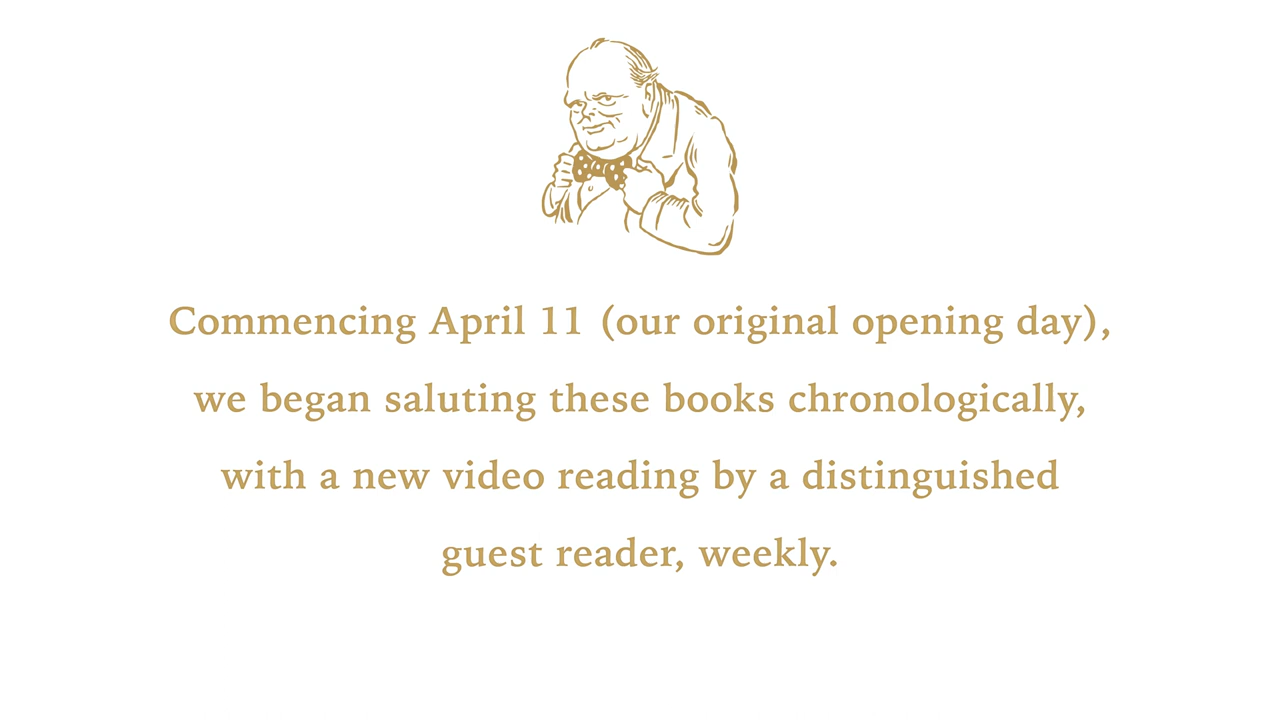 Commencing April 11 (our original opening day),
we began saluting these books chronologically,
with a new video reading by a distinguished
guest reader, weekly.